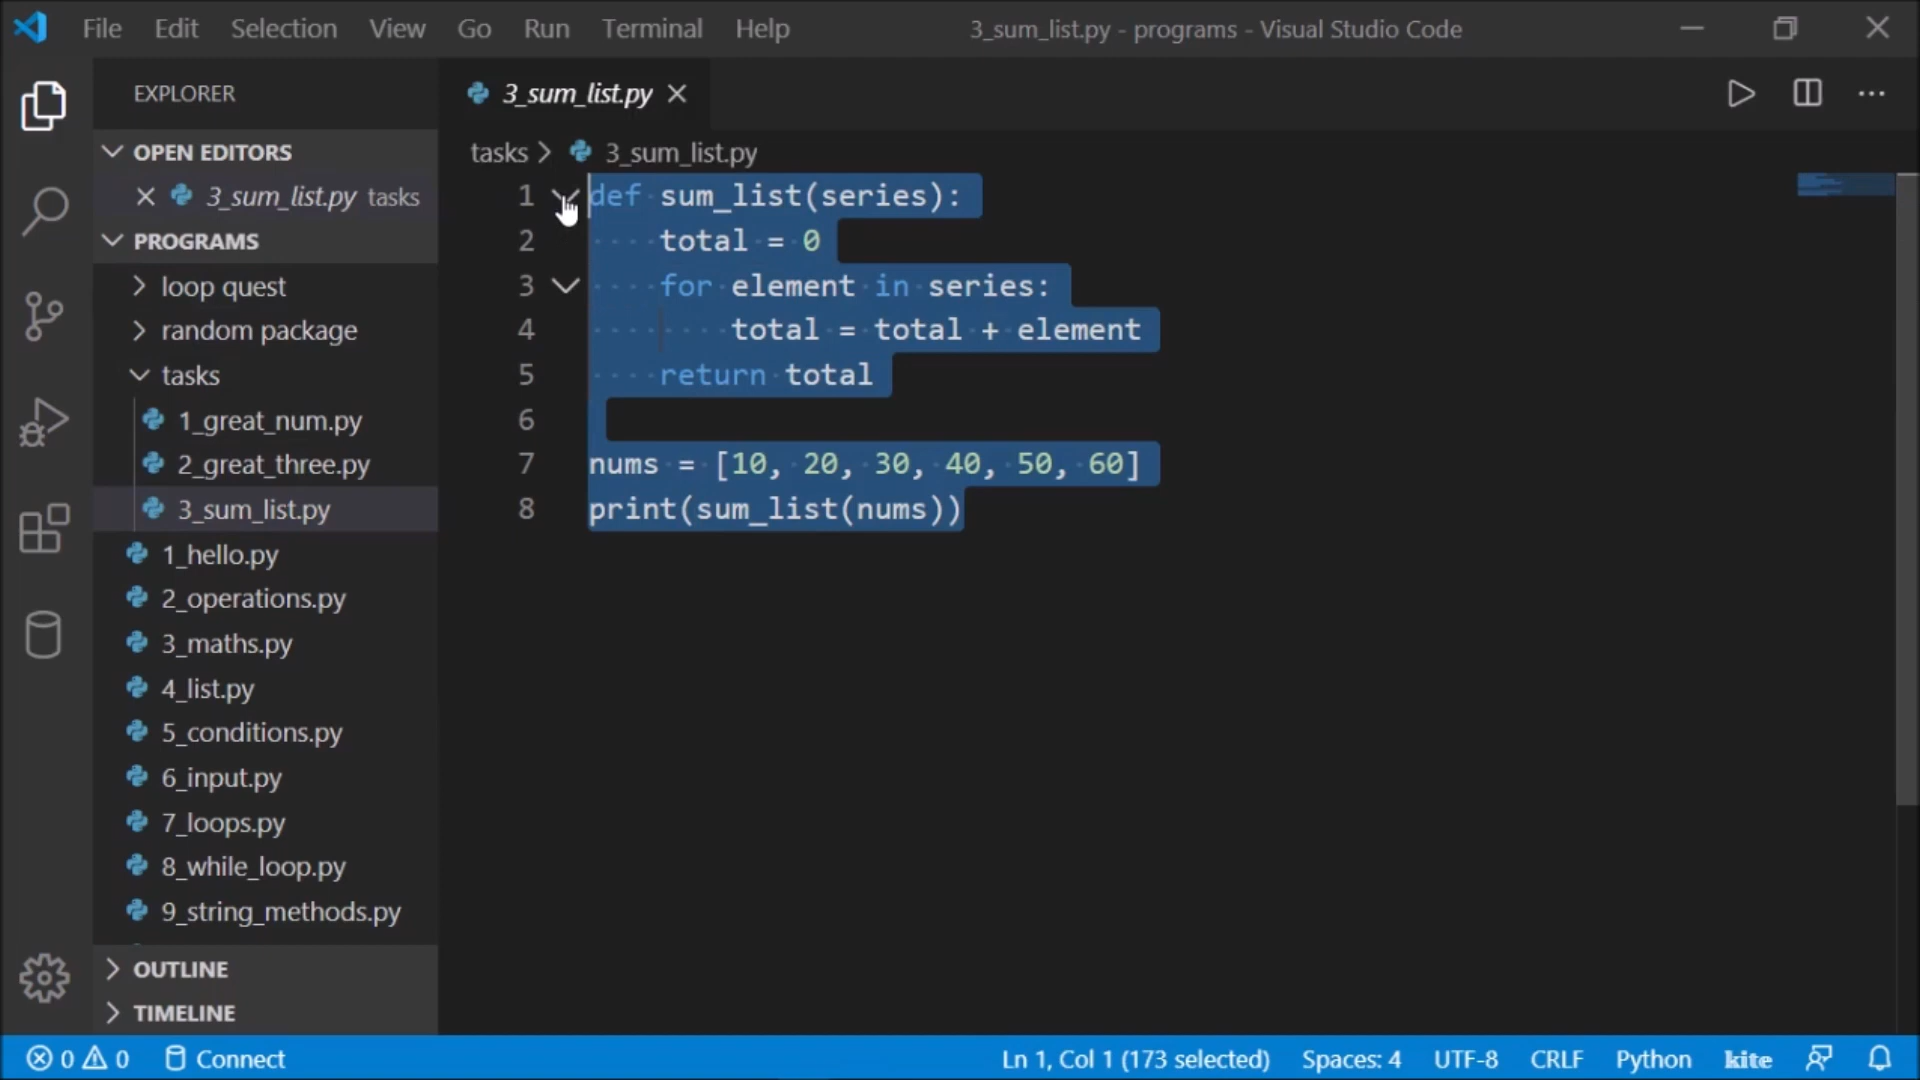 File Edit Selection View Go Run Terminal Help 3_sum_list.py - programs - Visual Studio Code
EXPLORER
OPEN EDITORS
3_sum_list.py tasks
PROGRAMS
loop quest
random package
tasks
1_great_num.py
2_great_three.py
3_sum_list.py
1_hello.py
2_operations.py
3_maths.py
4_list.py
5_conditions.py
6_input.py
7_loops.py
8_while_loop.py
9_string_methods.py
OUTLINE
TIMELINE
3_sum_list.py
tasks > 3_sum_list.py
1 def sum_list(series):
2     total = 0
3     for element in series:
4         total = total + element
5     return total
6
7 nums = [10, 20, 30, 40, 50, 60]
8 print(sum_list(nums))
0 0 Connect Ln 1, Col 1 (173 selected) Spaces: 4 UTF-8 CRLF Python kite